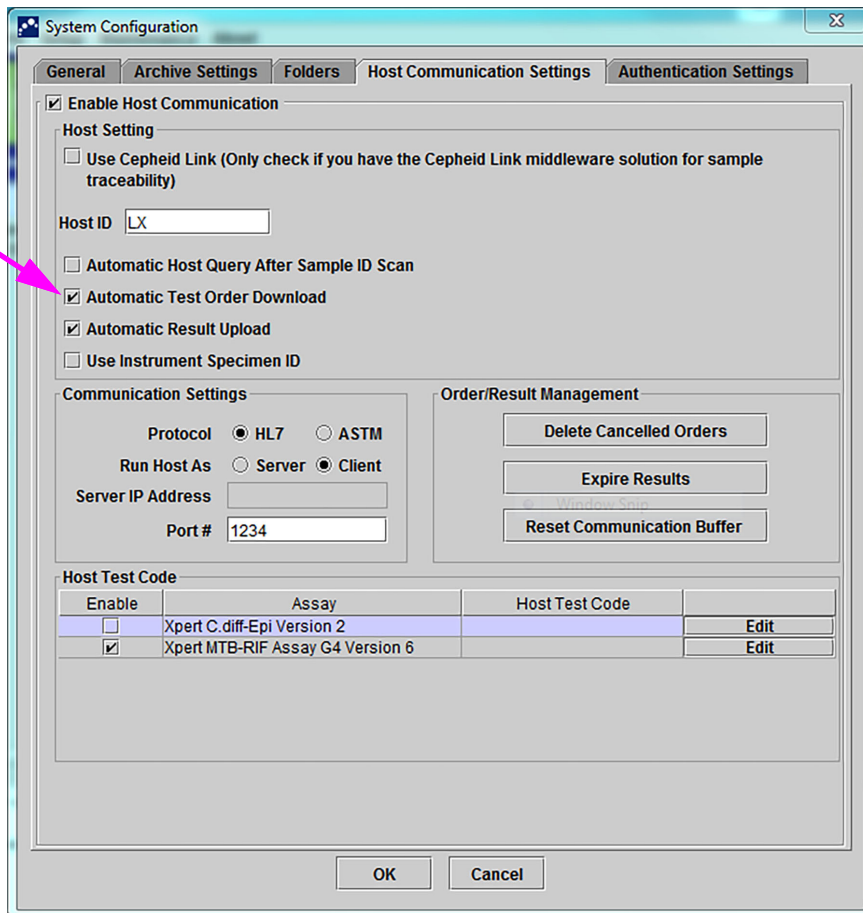 System Configuration
General Archive Settings Folders Host Communication Settings Authentication Settings
Enable Host Communication
Host Setting
Use Cepheid Link (Only check if you have the Cepheid Link middleware solution for sample
traceability)
Host ID LX
Automatic Host Query After Sample ID Scan
Automatic Test Order Download
Automatic Result Upload
Use Instrument Specimen ID
Communication Settings
Protocol HL7 ASTM
Run Host As Server Client
Server IP Address
Port # 1234
Order/Result Management
Delete Cancelled Orders
Expire Results
Window Snip
Reset Communication Buffer
Host Test Code
Enable Assay Host Test Code
Xpert C.diff-Epi Version 2 Edit
Xpert MTB-RIF Assay G4 Version 6 Edit
OK Cancel